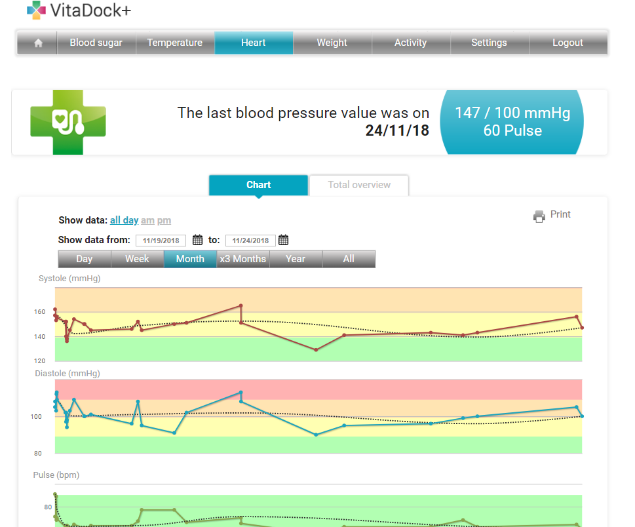 VitaDock+
Blood sugar Temperature Heart Weight Activity Settings Logout
The last blood pressure value was on
24/11/18
147 / 100 mmHg
60 Pulse
Chart Total overview
Print
Show data: all day am pm
Show data from: 11/19/2018 to: 11/24/2018
Day Week Month x3 Months Year All
Systole (mmHg)
160
140
120
Diastole (mmHg)
100
80
Pulse (bpm)
80